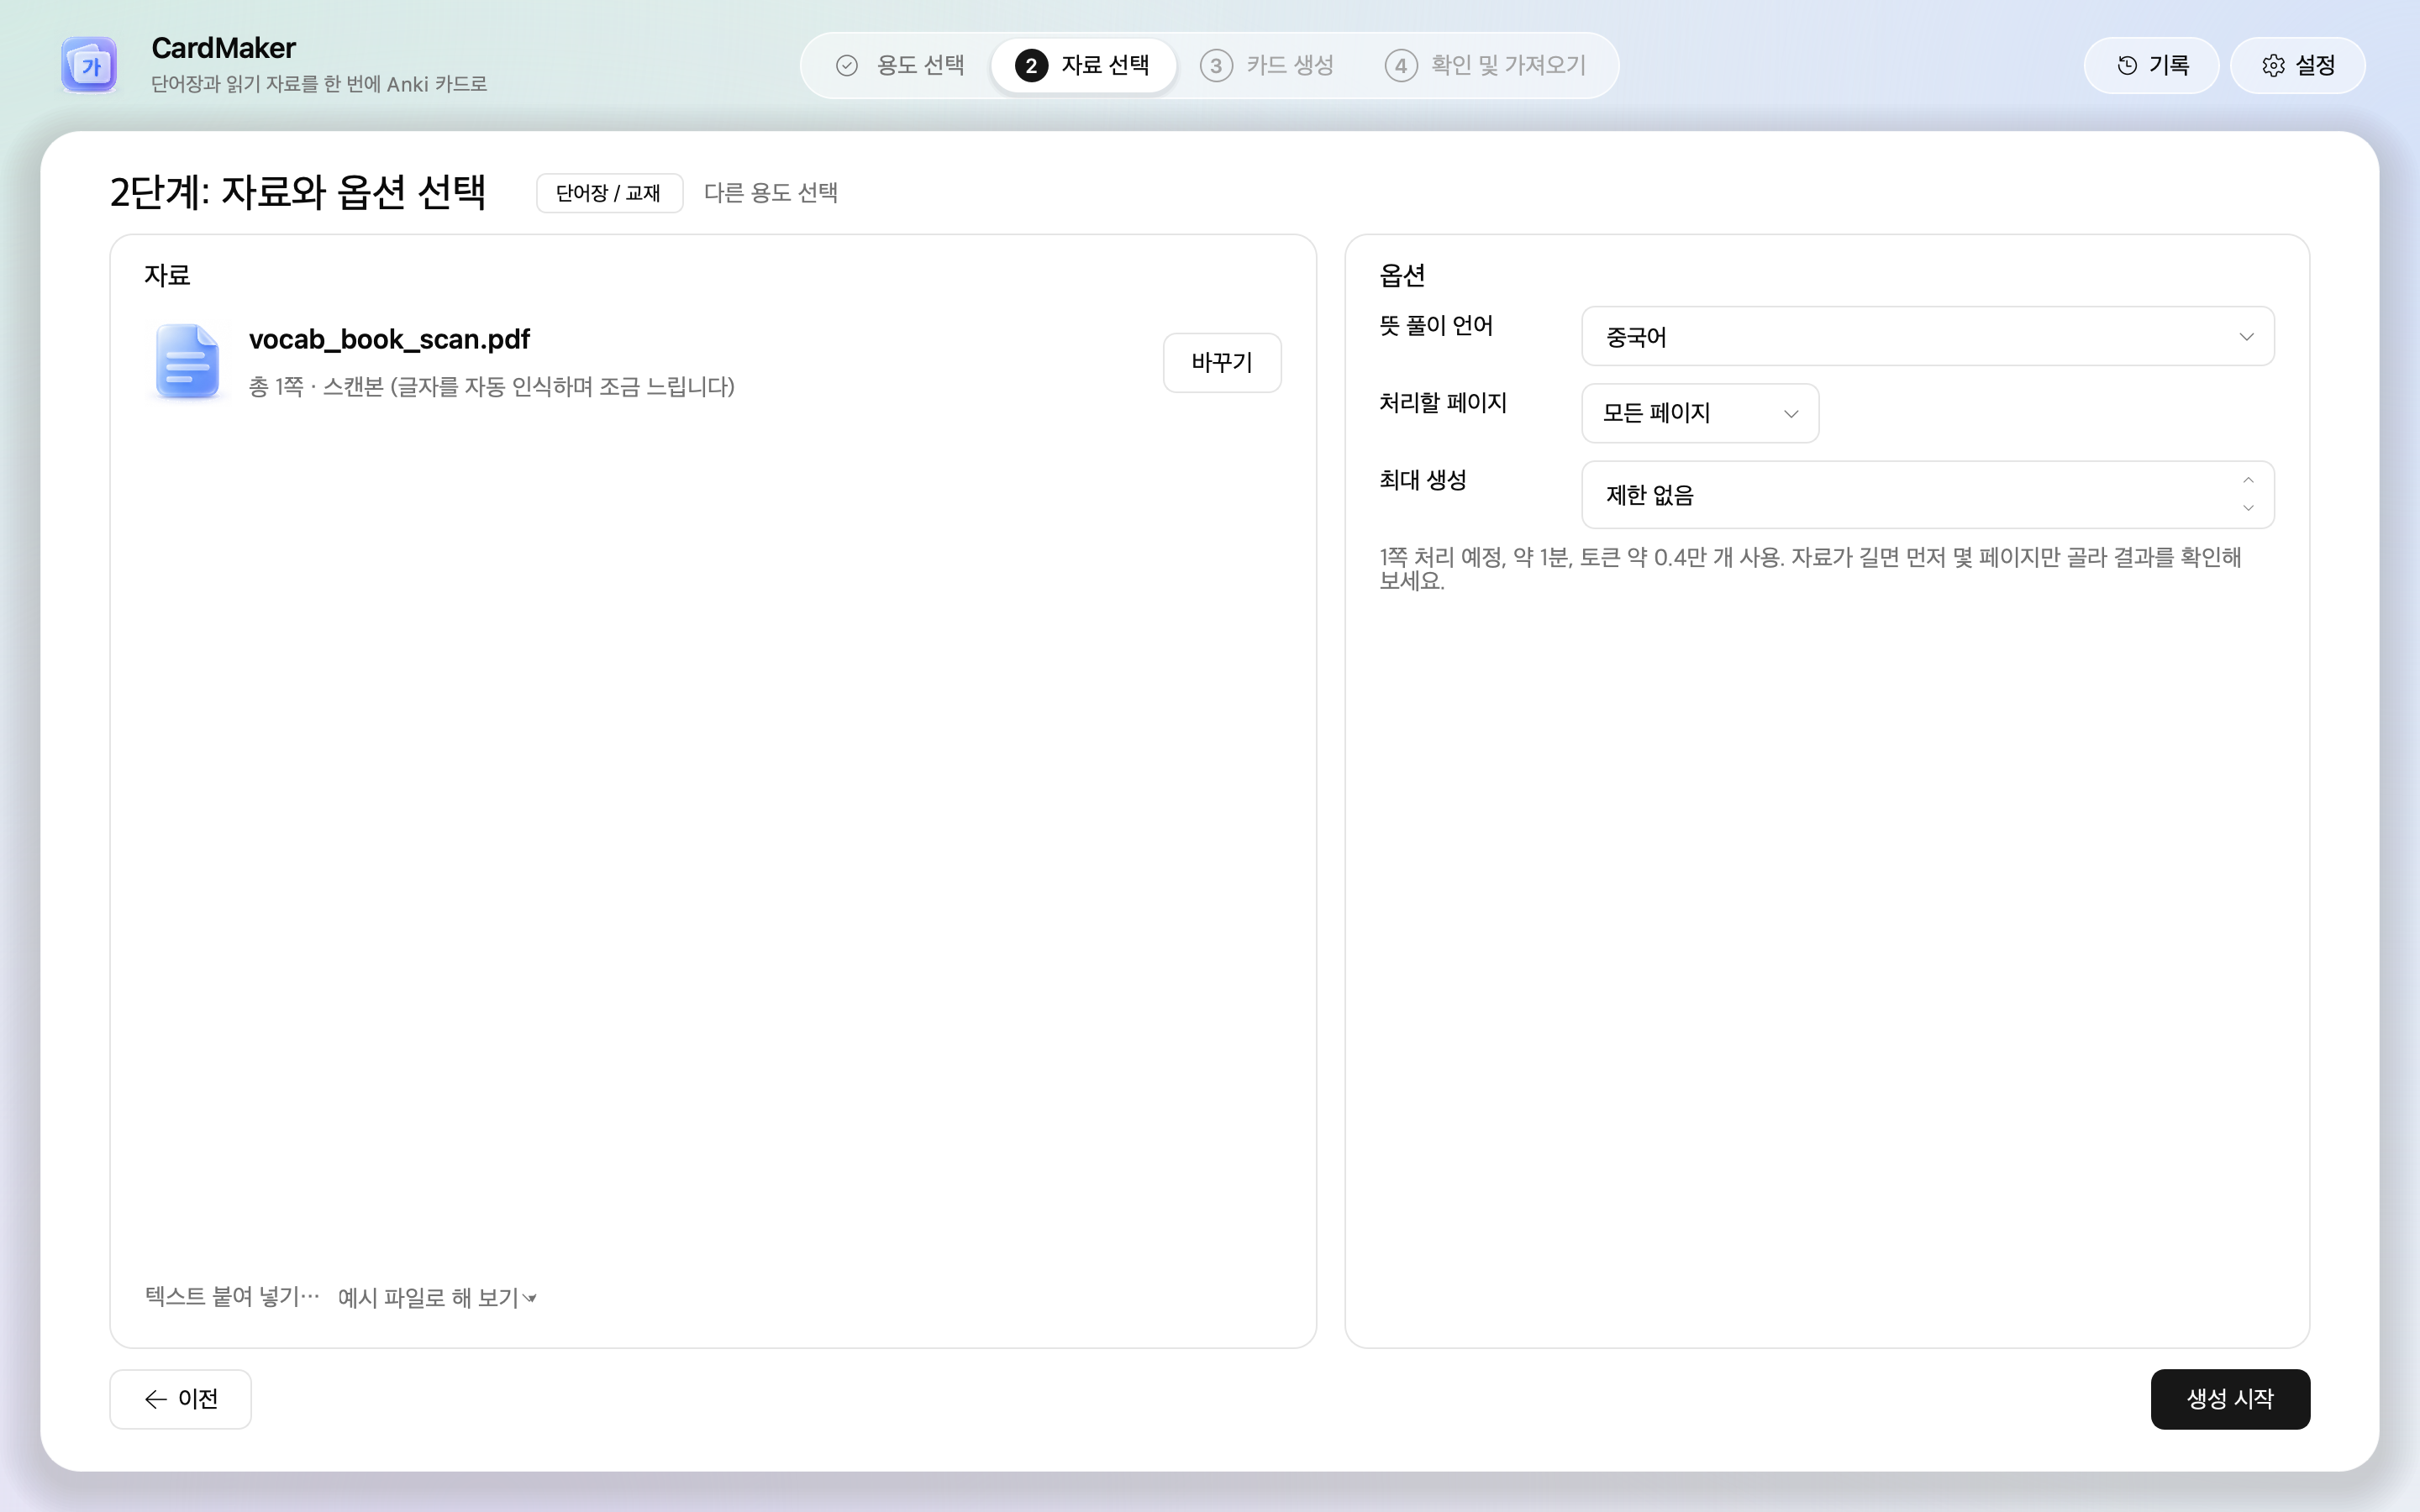 가
CardMaker
단어장과 읽기 자료를 한 번에 Anki 카드로
용도 선택
2 자료 선택
3 카드 생성
4 확인 및 가져오기
기록
설정
2단계: 자료와 옵션 선택
단어장 / 교재
다른 용도 선택
자료
vocab_book_scan.pdf
총 1쪽 · 스캔본 (글자를 자동 인식하며 조금 느립니다)
바꾸기
텍스트 붙여 넣기…
예시 파일로 해 보기
옵션
뜻 풀이 언어
중국어
처리할 페이지
모든 페이지
최대 생성
제한 없음
1쪽 처리 예정, 약 1분, 토큰 약 0.4만 개 사용. 자료가 길면 먼저 몇 페이지만 골라 결과를 확인해
보세요.
이전
생성 시작